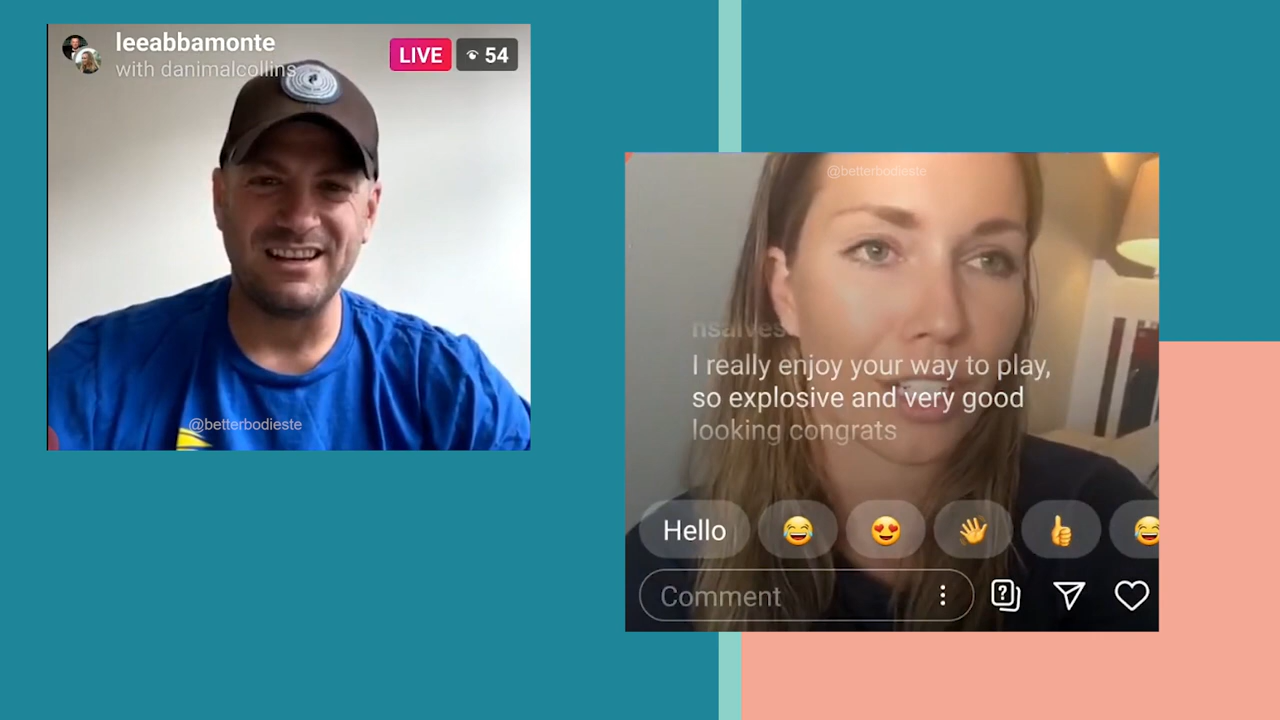 leeabbamonte
with danimalcollins
LIVE 54
@betterbodieste
@betterbodieste
nsalves
I really enjoy your way to play,
so explosive and very good
looking congrats
Hello
Comment